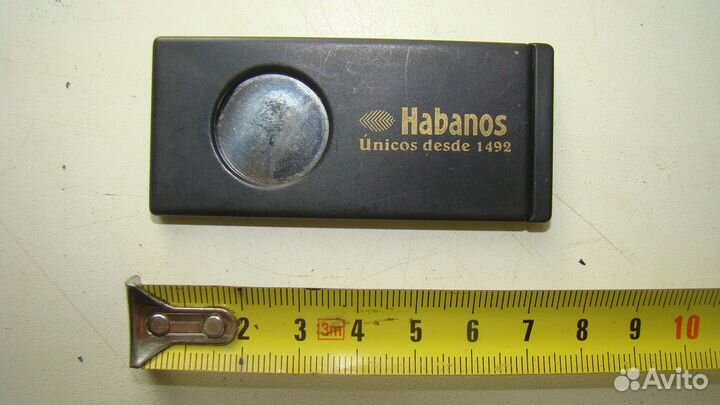 Habanos
Únicos desde 1492
2 3 3m 4 5 6 7 8 9 10
Avito